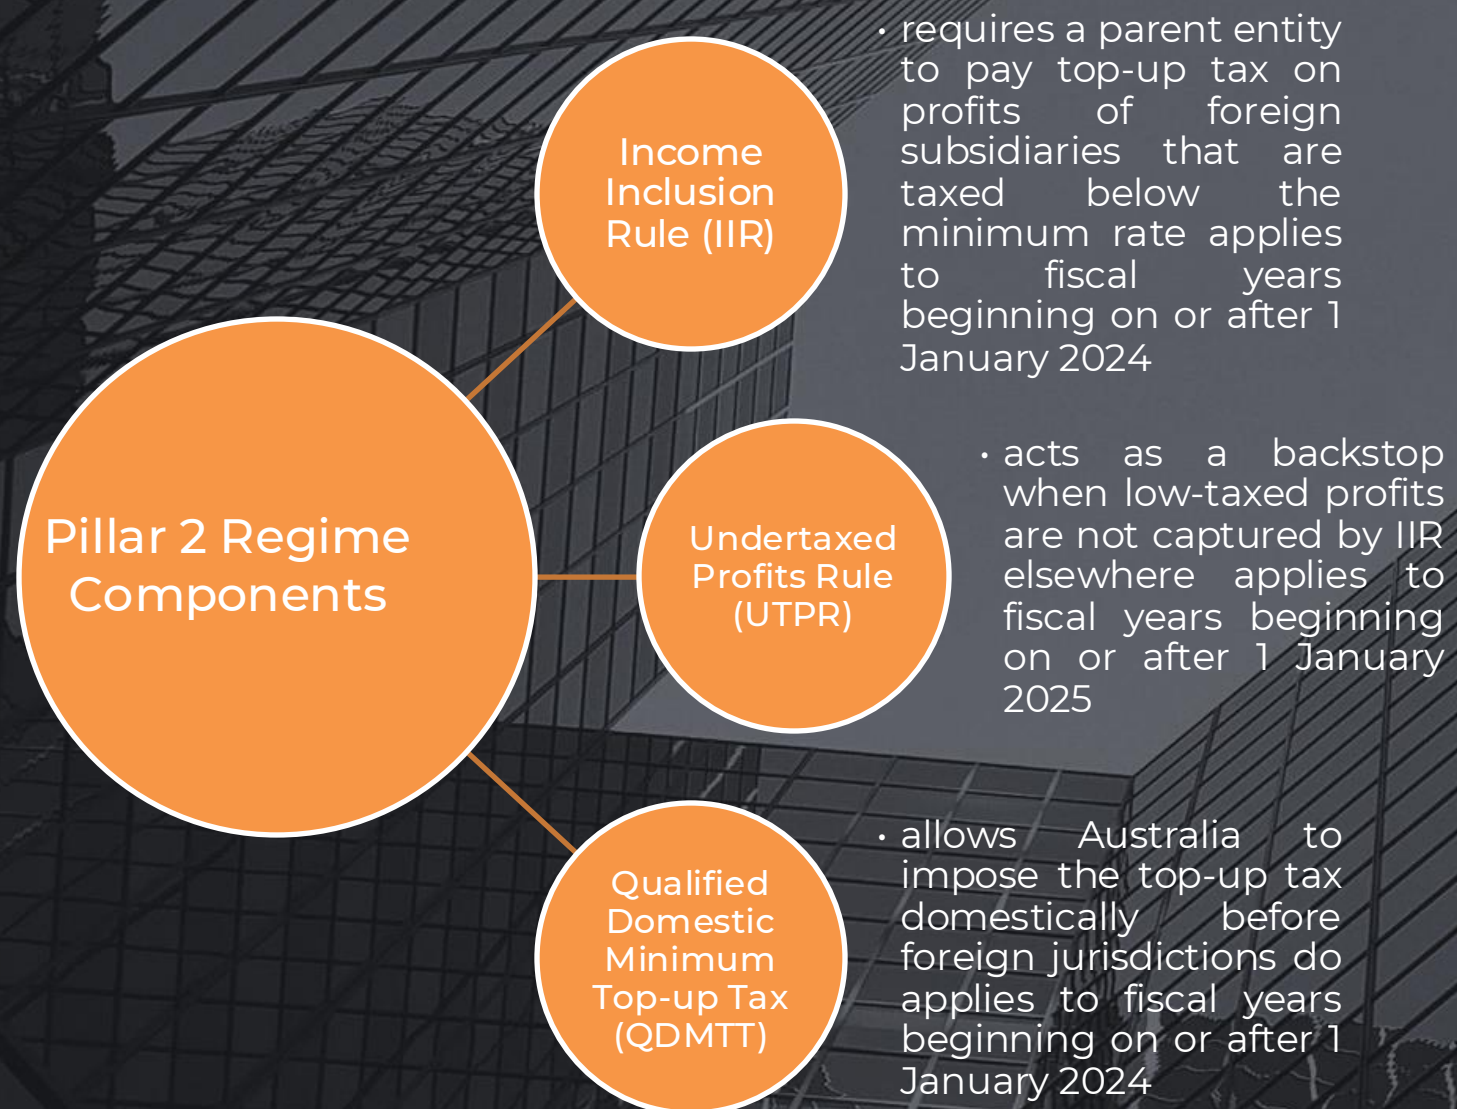 Pillar 2 Regime
Components
Income
Inclusion
Rule (IIR)
• requires a parent entity
to pay top-up tax on
profits of foreign
subsidiaries that are
taxed below the
minimum rate applies
to fiscal years
beginning on or after 1
January 2024
Undertaxed
Profits Rule
(UTPR)
• acts as a backstop
when low-taxed profits
are not captured by IIR
elsewhere applies to
fiscal years beginning
on or after 1 January
2025
Qualified
Domestic
Minimum
Top-up Tax
(QDMTT)
• allows Australia to
impose the top-up tax
domestically before
foreign jurisdictions do
applies to fiscal years
beginning on or after 1
January 2024